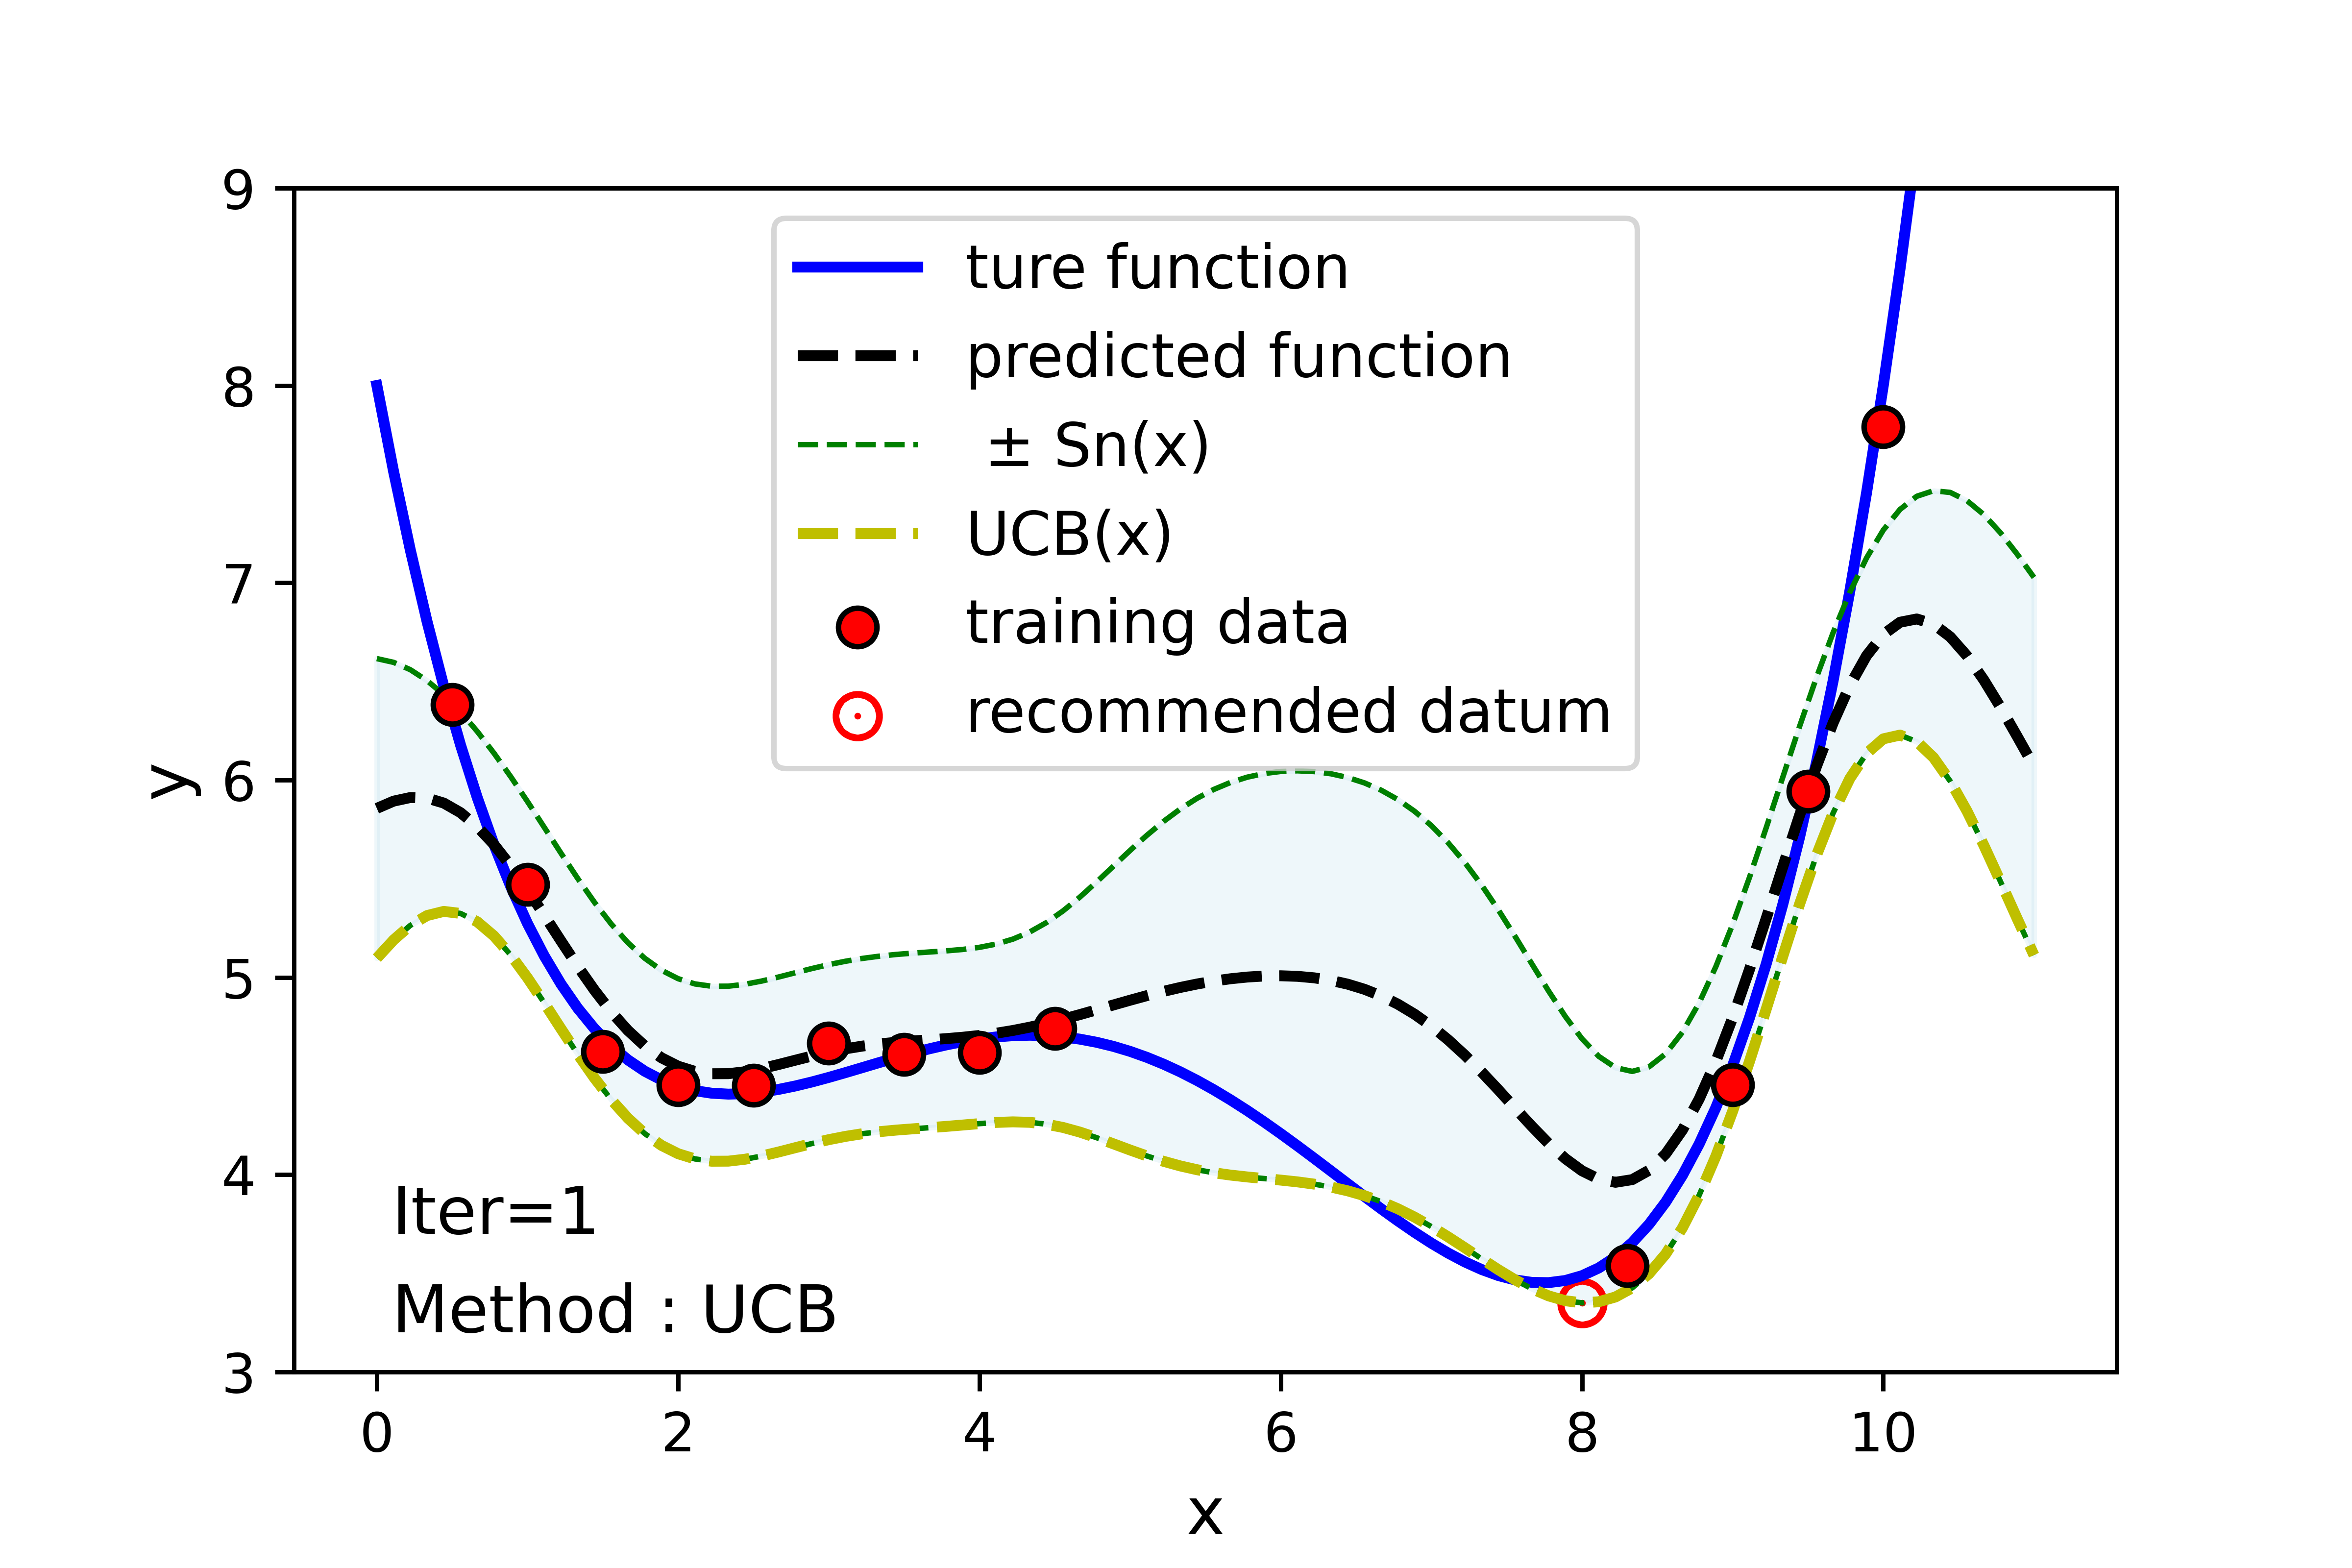 9
8
7
6
5
4
3
y
ture function
predicted function
± Sn(x)
UCB(x)
training data
recommended datum
Iter=1
Method : UCB
0 2 4 6 8 10
x